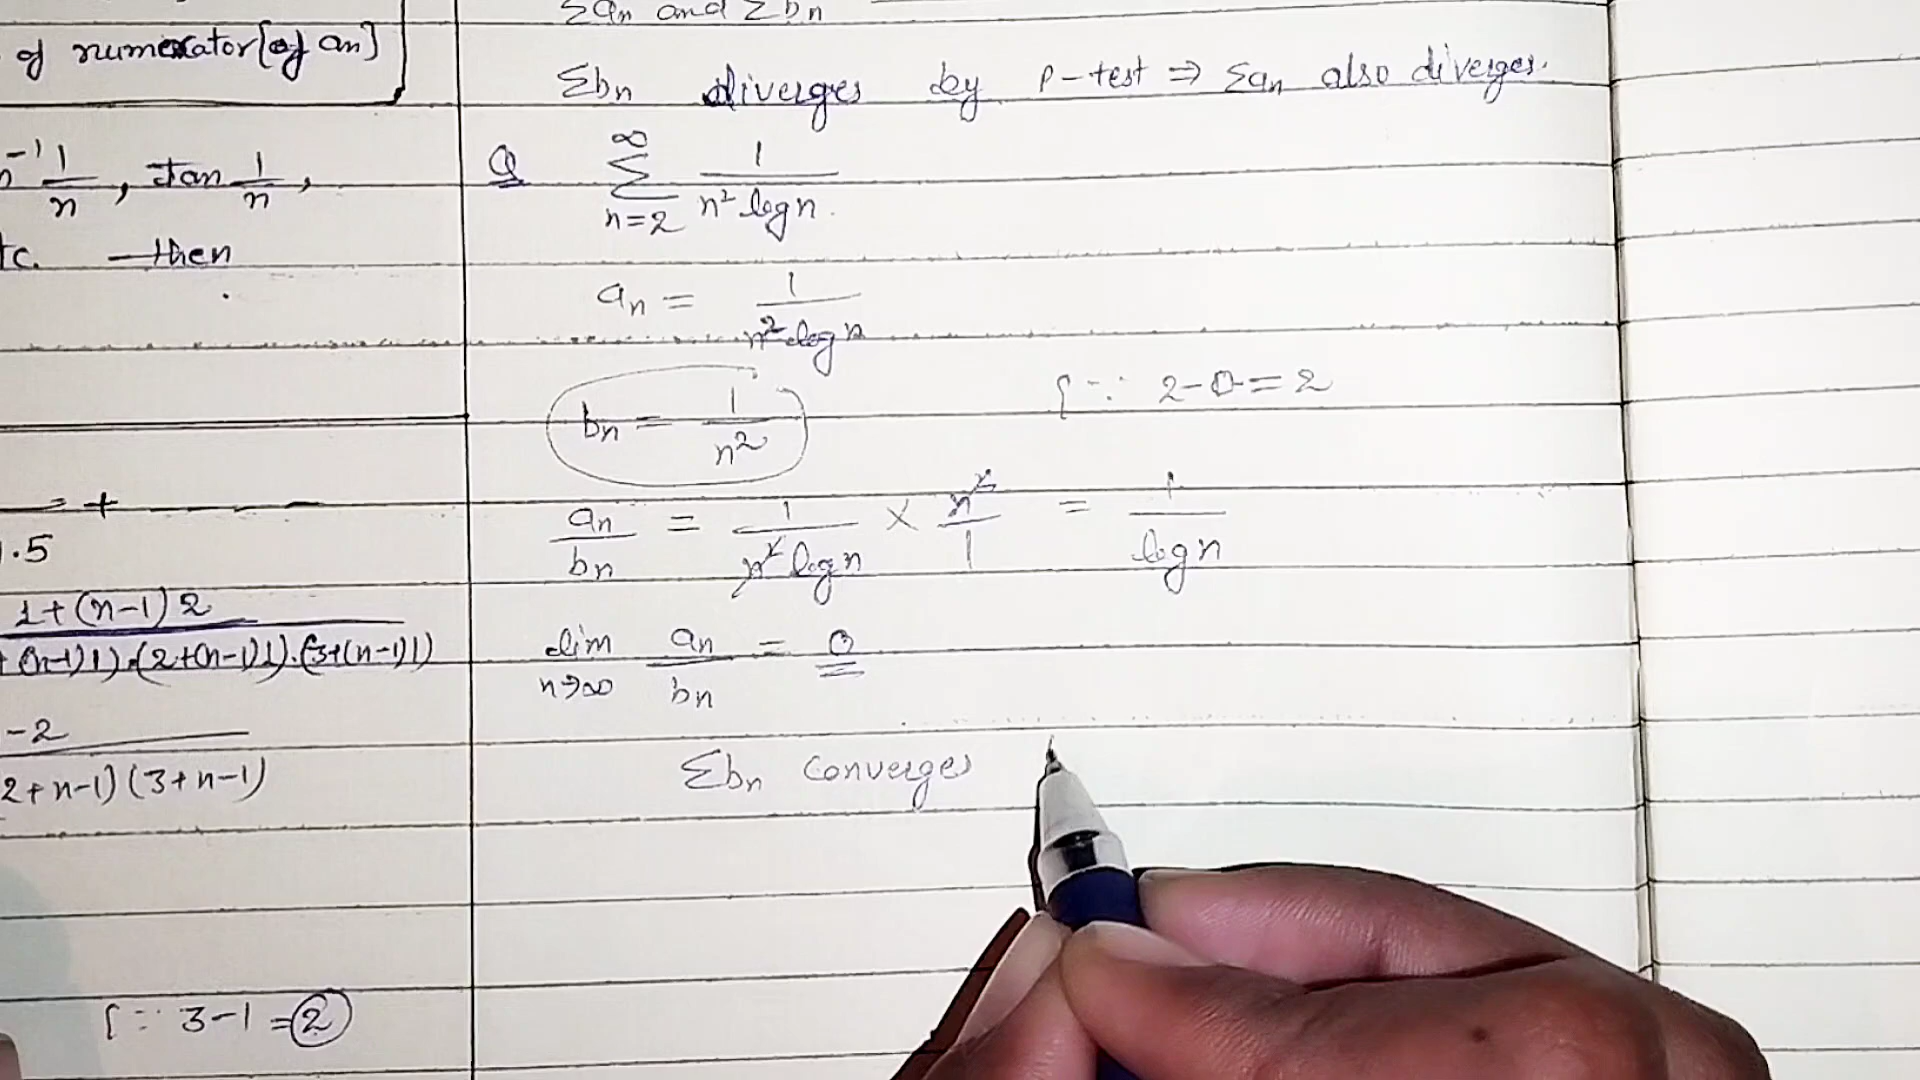 of numerator [of an]
1/n, Tan 1/n,
tc. then
= +
.5
1+(n-1)2
(n-1)1).(2+(n-1)1).(3+(n-1)1)
-2
2+n-1)(3+n-1)
[∵ 3-1=2
Σan and Σbn
Σbn diverges by P-test ⇒ Σan also diverges.
Q ∞Σn=2 1/n² log n.
an = 1/n² log n
bn = 1/n² {∵ 2-0=2
an/bn = 1/n² log n × n²/1 = 1/log n
lim n→∞ an/bn = 0
Σbn converges